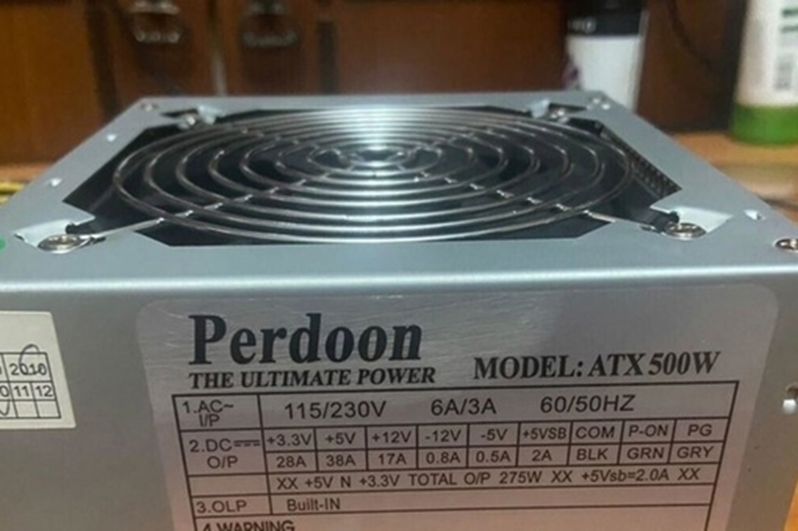 Perdoon
THE ULTIMATE POWER
MODEL: ATX 500W
1.AC~ I/P 115/230V 6A/3A 60/50HZ
2.DC O/P +3.3V +5V +12V -12V -5V +5VSB COM P-ON PG
28A 38A 17A 0.8A 0.5A 2A BLK GRN GRY
XX +5V N +3.3V TOTAL O/P 275W XX +5Vsb=2.0A XX
3.OLP Built-IN
4.WARNING
2010
11 12